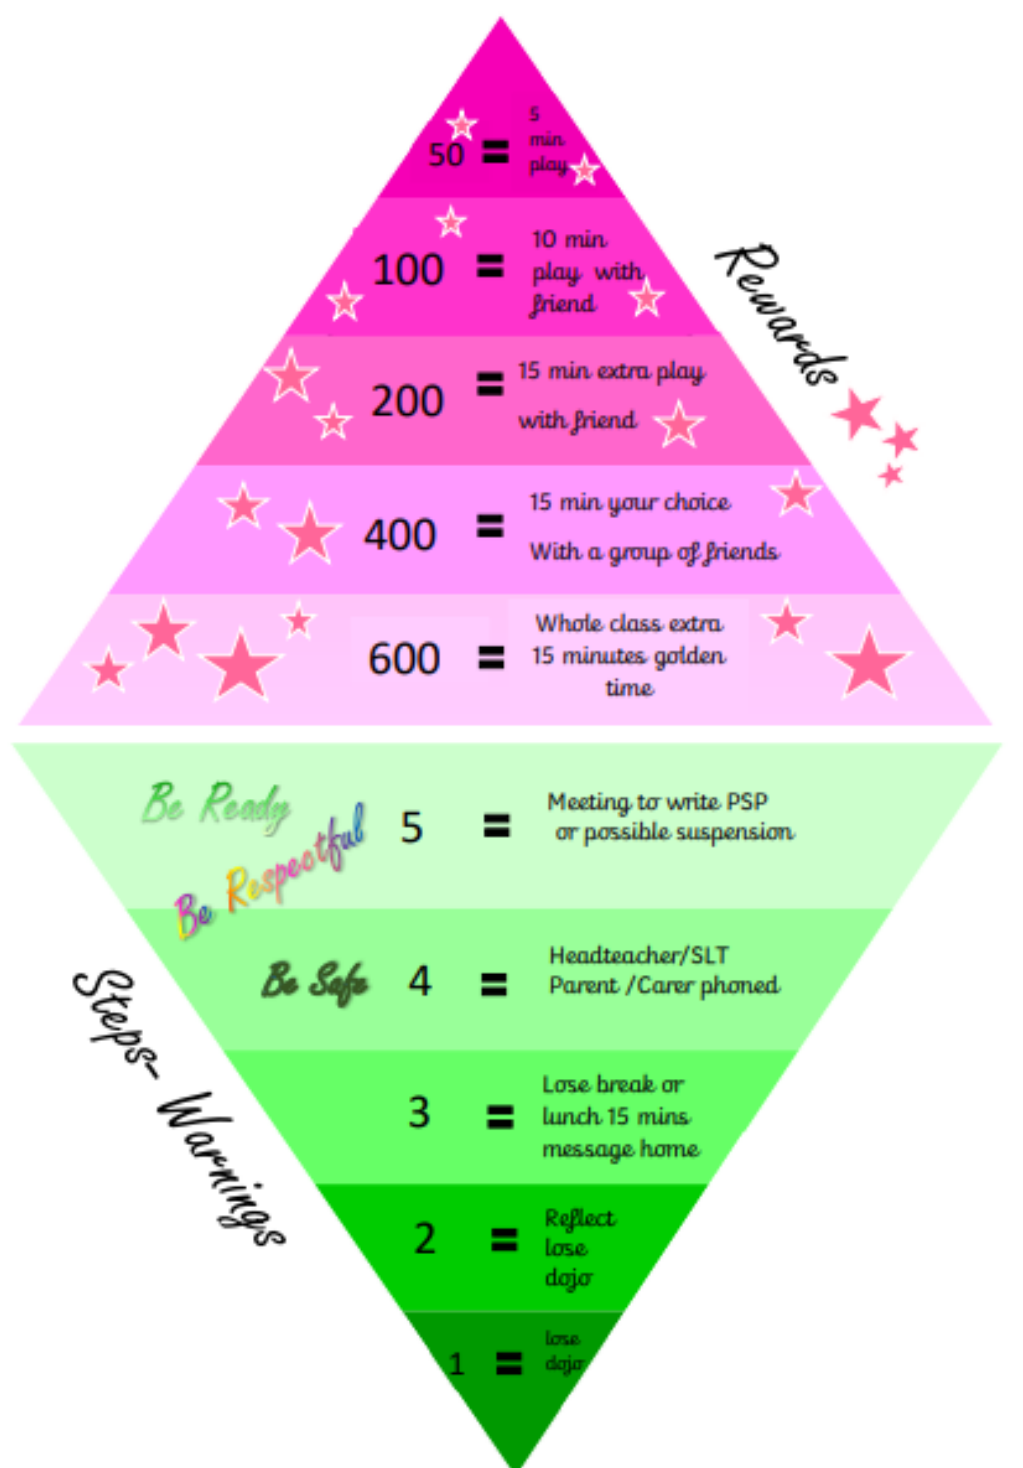 50 = 5
min
play
100 = 10 min
play with
friend
Rewards
200 = 15 min extra play
with friend
400 = 15 min your choice
With a group of friends
600 = Whole class extra
15 minutes golden
time
Be Ready
Be Respectful
5 = Meeting to write PSP
or possible suspension
Be Safe
4 = Headteacher/SLT
Parent /Carer phoned
Steps- Warnings
3 = Lose break or
lunch 15 mins
message home
2 = Reflect
lose
dojo
1 = lose
dojo